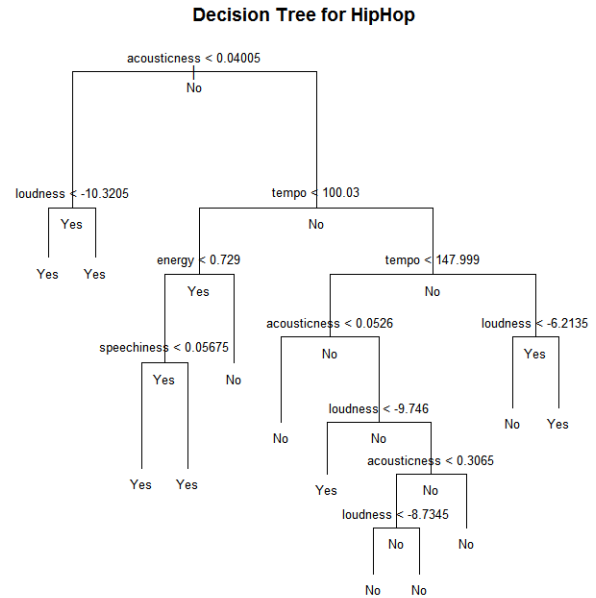 Decision Tree for HipHop
acousticness < 0.04005
No
loudness < -10.3205
tempo < 100.03
Yes
No
energy < 0.729
tempo < 147.999
Yes Yes
Yes
No
acousticness < 0.0526
loudness < -6.2135
speechiness < 0.05675
No
Yes
Yes
No
loudness < -9.746
No Yes
No
No
acousticness < 0.3065
Yes Yes
Yes
No
loudness < -8.7345
No
No
No No